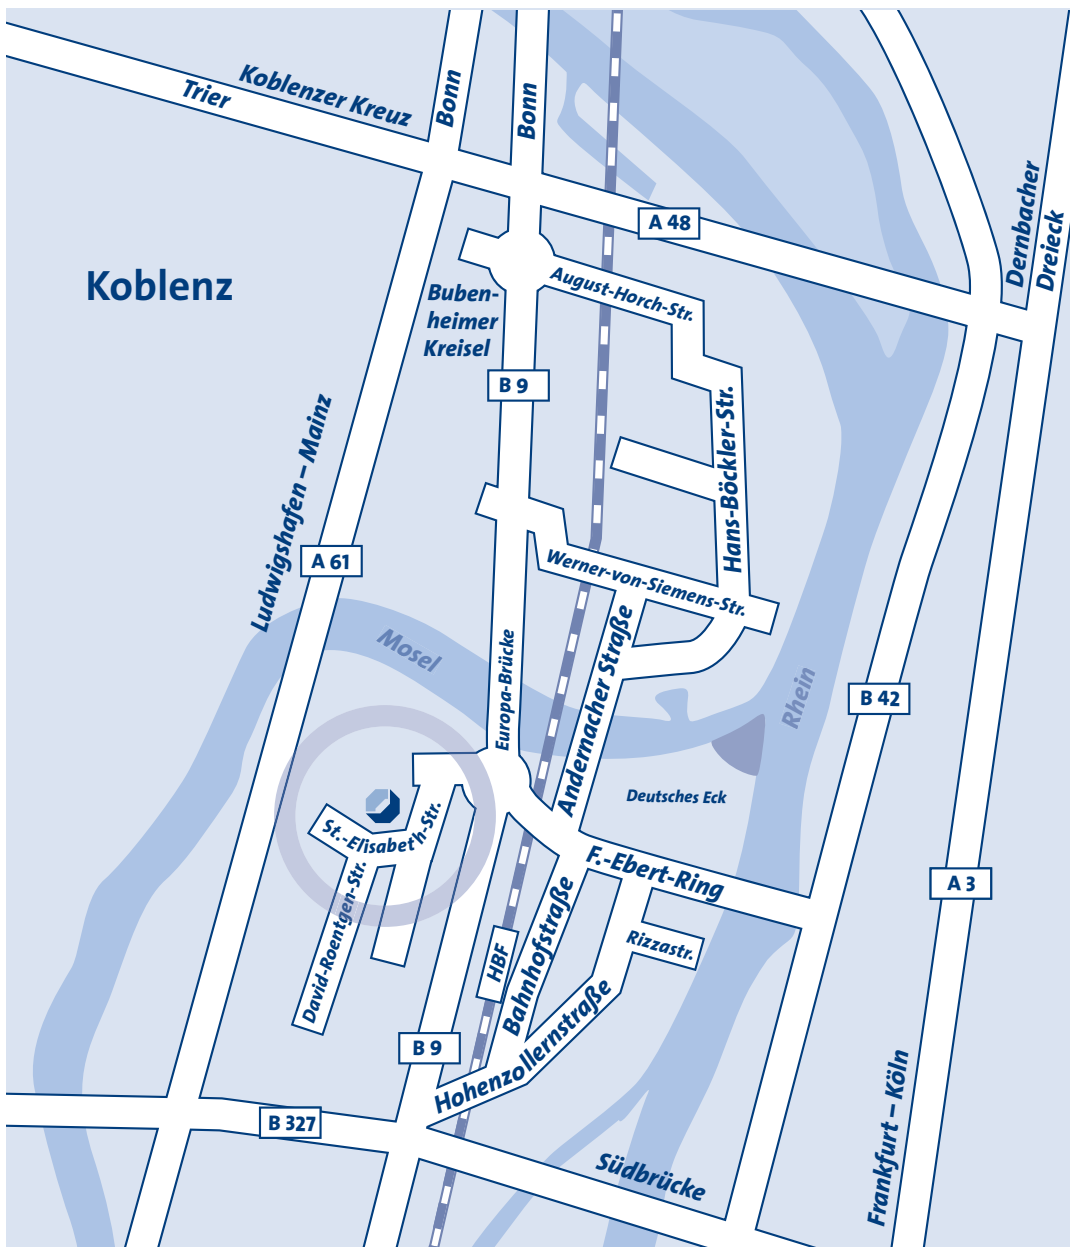 Koblenzer Kreuz
Trier
Bonn
Bonn
A 48
Dernbacher
Dreieck
Koblenz
Buben-
heimer
Kreisel
August-Horch-Str.
B 9
Hans-Böckler-Str.
Ludwigshafen – Mainz
A 61
Werner-von-Siemens-Str.
Mosel
Europa-Brücke
Andernacher Straße
Rhein
B 42
Deutsches Eck
St.-Elisabeth-Str.
F.-Ebert-Ring
A 3
David-Roentgen-Str.
HBF
Bahnhofstraße
Rizzastr.
B 9
Hohenzollernstraße
B 327
Südbrücke
Frankfurt – Köln